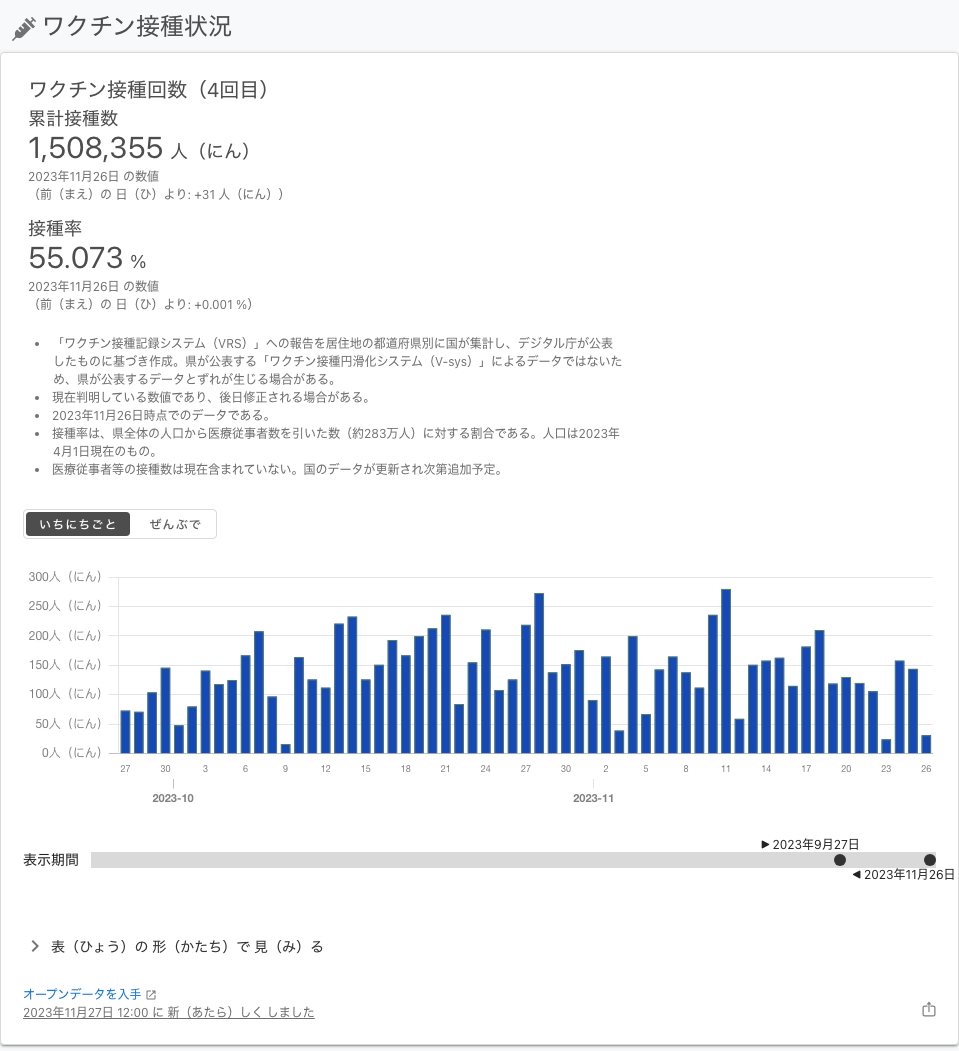 ワクチン接種状況
ワクチン接種回数（4回目）
累計接種数
1,508,355 人（にん）
2023年11月26日 の数値
（前（まえ）の 日（ひ）より: +31 人（にん））
接種率
55.073 %
2023年11月26日 の数値
（前（まえ）の 日（ひ）より: +0.001 %）
• 「ワクチン接種記録システム（VRS）」への報告を居住地の都道府県別に国が集計し、デジタル庁が公表
したものに基づき作成。県が公表する「ワクチン接種円滑化システム（V-sys）」によるデータではないた
め、県が公表するデータとずれが生じる場合がある。
• 現在判明している数値であり、後日修正される場合がある。
• 2023年11月26日時点でのデータである。
• 接種率は、県全体の人口から医療従事者数を引いた数（約283万人）に対する割合である。人口は2023年
4月1日現在のもの。
• 医療従事者等の接種数は現在含まれていない。国のデータが更新され次第追加予定。
いちにちごと ぜんぶで
300人（にん）
250人（にん）
200人（にん）
150人（にん）
100人（にん）
50人（にん）
0人（にん）
27 30 3 6 9 12 15 18 21 24 27 30 2 5 8 11 14 17 20 23 26
2023-10 2023-11
▶ 2023年9月27日
表示期間
◀ 2023年11月26日
表（ひょう）の 形（かたち）で 見（み）る
オープンデータを入手
2023年11月27日 12:00 に 新（あたら）しく しました